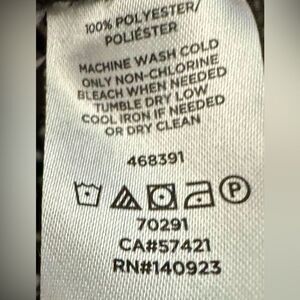 100% POLYESTER/
POLIÉSTER
MACHINE WASH COLD
ONLY NON-CHLORINE
BLEACH WHEN NEEDED
TUMBLE DRY LOW
COOL IRON IF NEEDED
OR DRY CLEAN
468391
P
70291
CA#57421
RN#140923